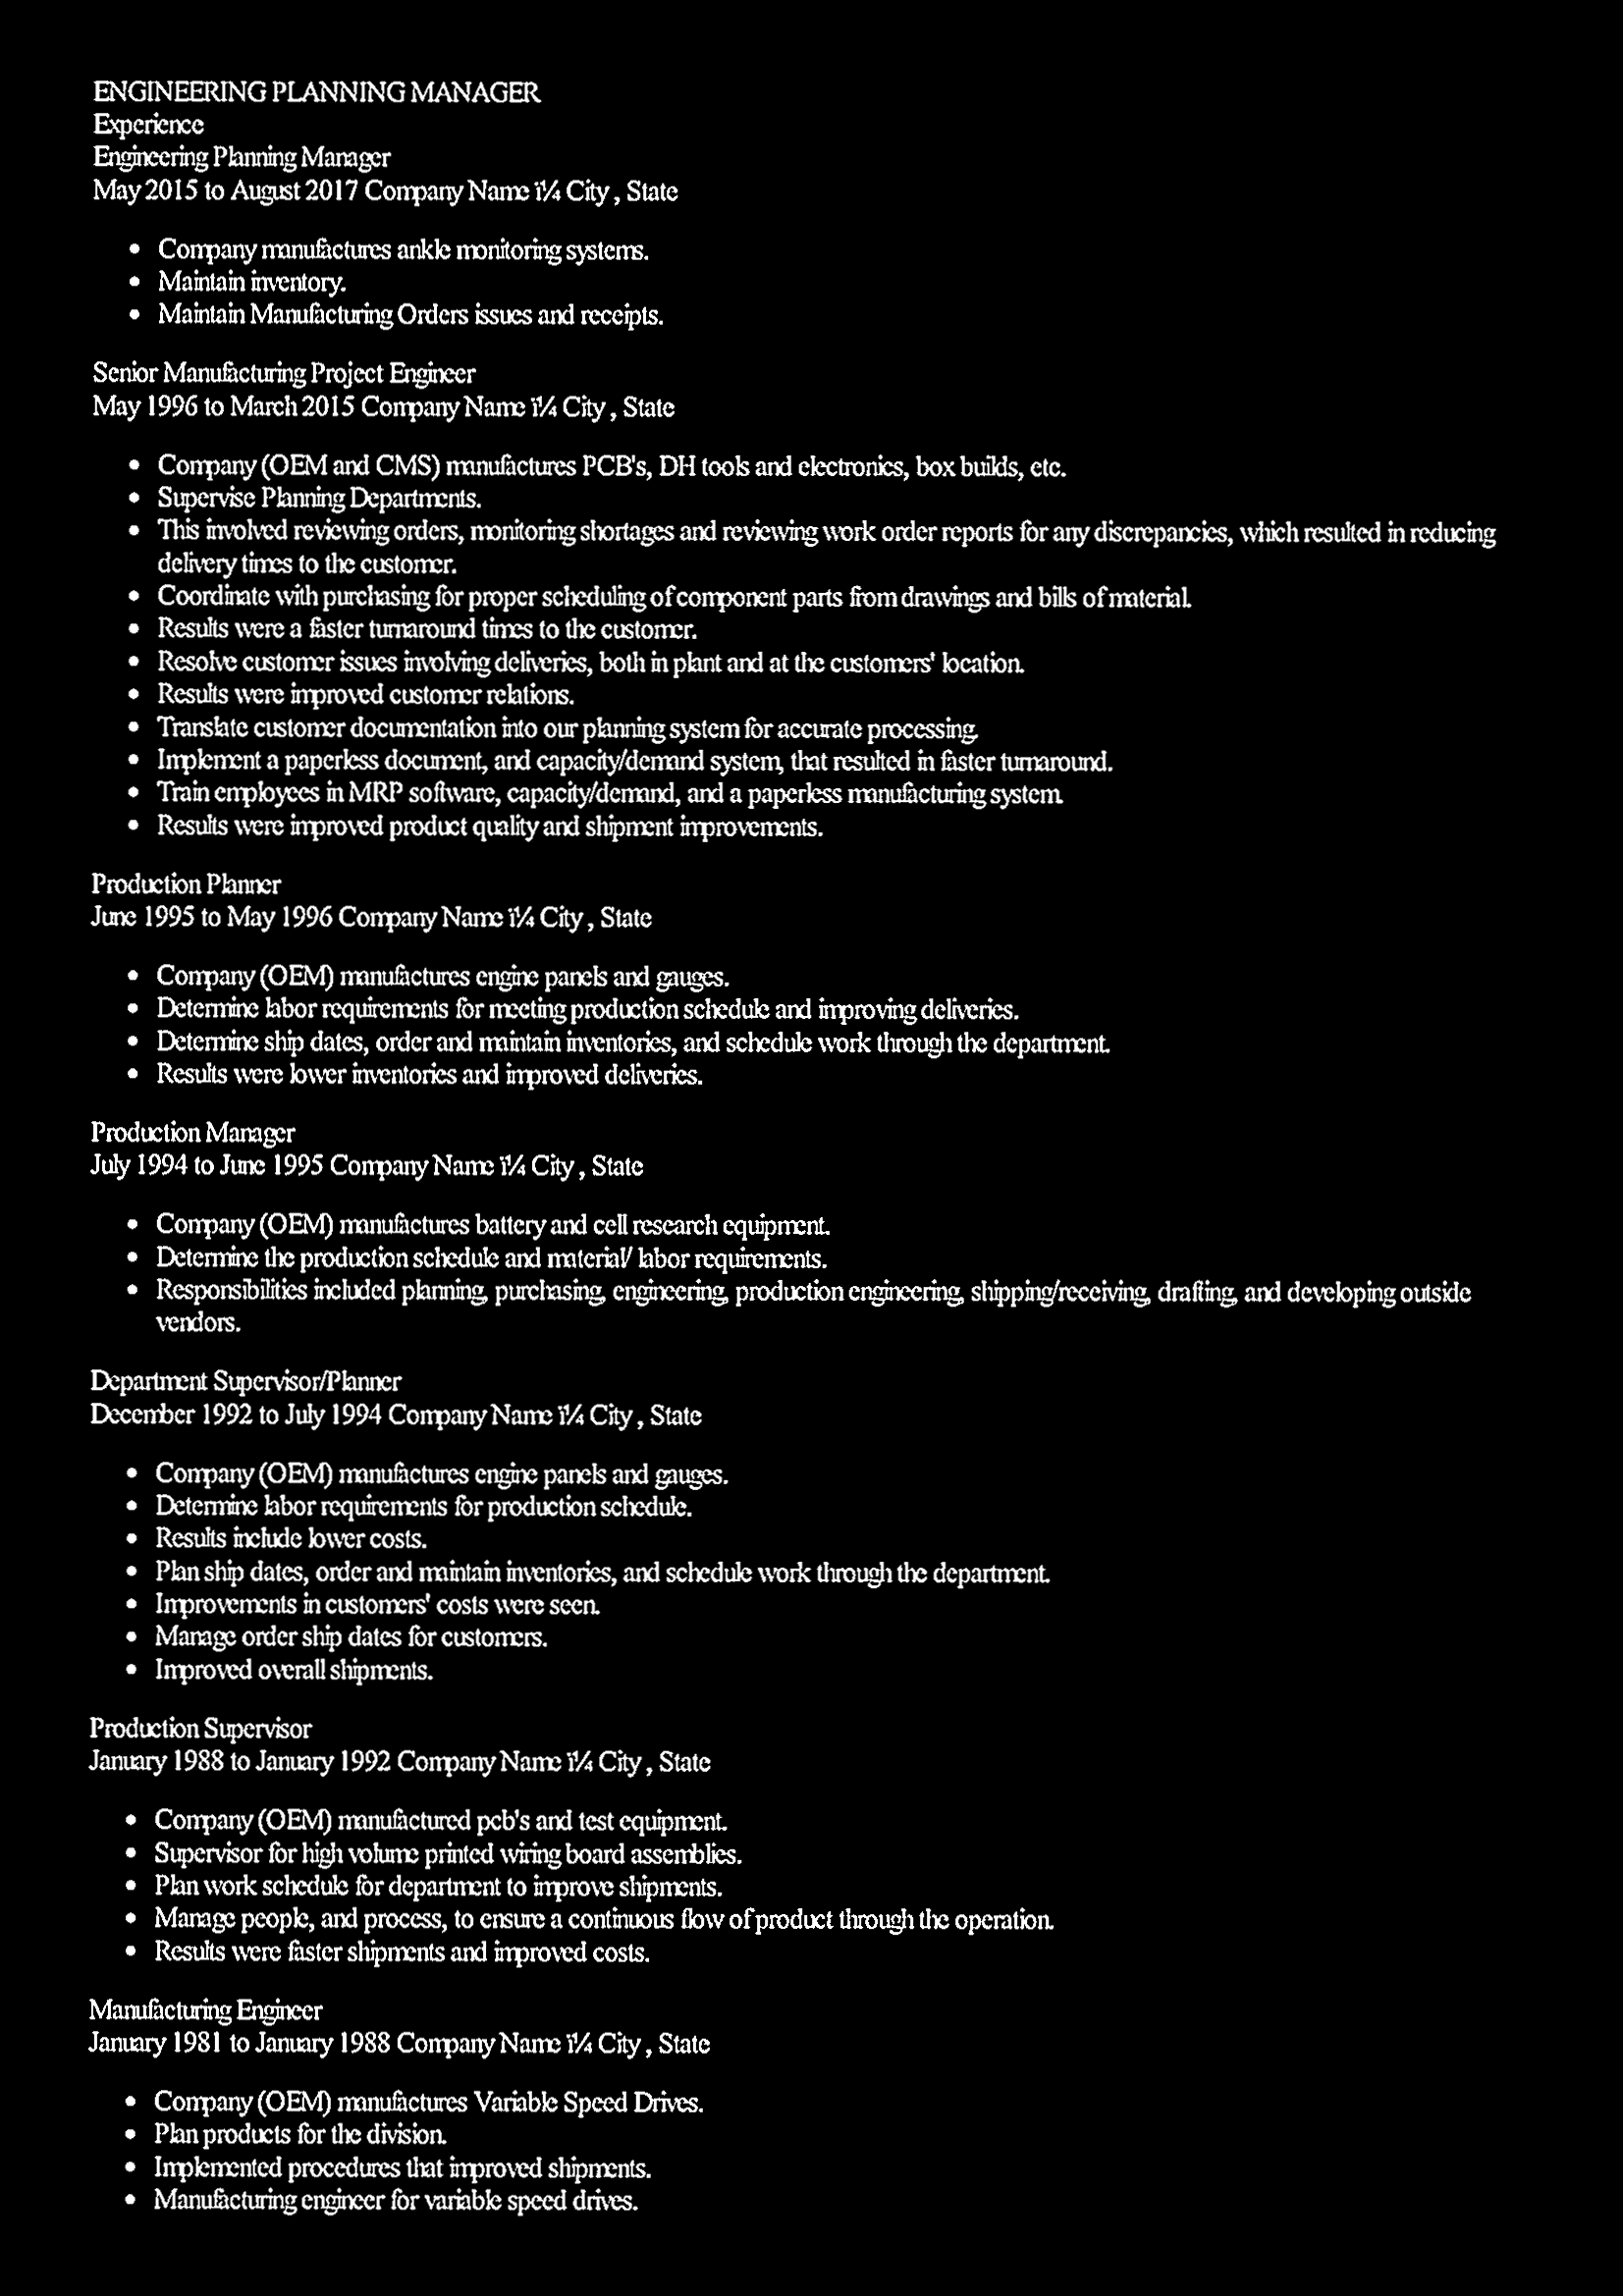 ENGINEERING PLANNING MANAGER
Experience
Engineering Planning Manager
May 2015 to August 2017 Company Name ï¼ City , State
• Company manufactures ankle monitoring systems.
• Maintain inventory.
• Maintain Manufacturing Orders issues and receipts.
Senior Manufacturing Project Engineer
May 1996 to March 2015 Company Name ï¼ City , State
• Company (OEM and CMS) manufactures PCB's, DH tools and electronics, box builds, etc.
• Supervise Planning Departments.
• This involved reviewing orders, monitoring shortages and reviewing work order reports for any discrepancies, which resulted in reducing
delivery times to the customer.
• Coordinate with purchasing for proper scheduling of component parts from drawings and bills of material.
• Results were a faster turnaround times to the customer.
• Resolve customer issues involving deliveries, both in plant and at the customers' location.
• Results were improved customer relations.
• Translate customer documentation into our planning system for accurate processing.
• Implement a paperless document, and capacity/demand system, that resulted in faster turnaround.
• Train employees in MRP software, capacity/demand, and a paperless manufacturing system.
• Results were improved product quality and shipment improvements.
Production Planner
June 1995 to May 1996 Company Name ï¼ City , State
• Company (OEM) manufactures engine panels and gauges.
• Determine labor requirements for meeting production schedule and improving deliveries.
• Determine ship dates, order and maintain inventories, and schedule work through the department.
• Results were lower inventories and improved deliveries.
Production Manager
July 1994 to June 1995 Company Name ï¼ City , State
• Company (OEM) manufactures battery and cell research equipment.
• Determine the production schedule and material/ labor requirements.
• Responsibilities included planning, purchasing, engineering, production engineering, shipping/receiving, drafting, and developing outside
vendors.
Department Supervisor/Planner
December 1992 to July 1994 Company Name ï¼ City , State
• Company (OEM) manufactures engine panels and gauges.
• Determine labor requirements for production schedule.
• Results include lower costs.
• Plan ship dates, order and maintain inventories, and schedule work through the department.
• Improvements in customers' costs were seen.
• Manage order ship dates for customers.
• Improved overall shipments.
Production Supervisor
January 1988 to January 1992 Company Name ï¼ City , State
• Company (OEM) manufactured pcb's and test equipment.
• Supervisor for high volume printed wiring board assemblies.
• Plan work schedule for department to improve shipments.
• Manage people, and process, to ensure a continuous flow of product through the operation.
• Results were faster shipments and improved costs.
Manufacturing Engineer
January 1981 to January 1988 Company Name ï¼ City , State
• Company (OEM) manufactures Variable Speed Drives.
• Plan products for the division.
• Implemented procedures that improved shipments.
• Manufacturing engineer for variable speed drives.